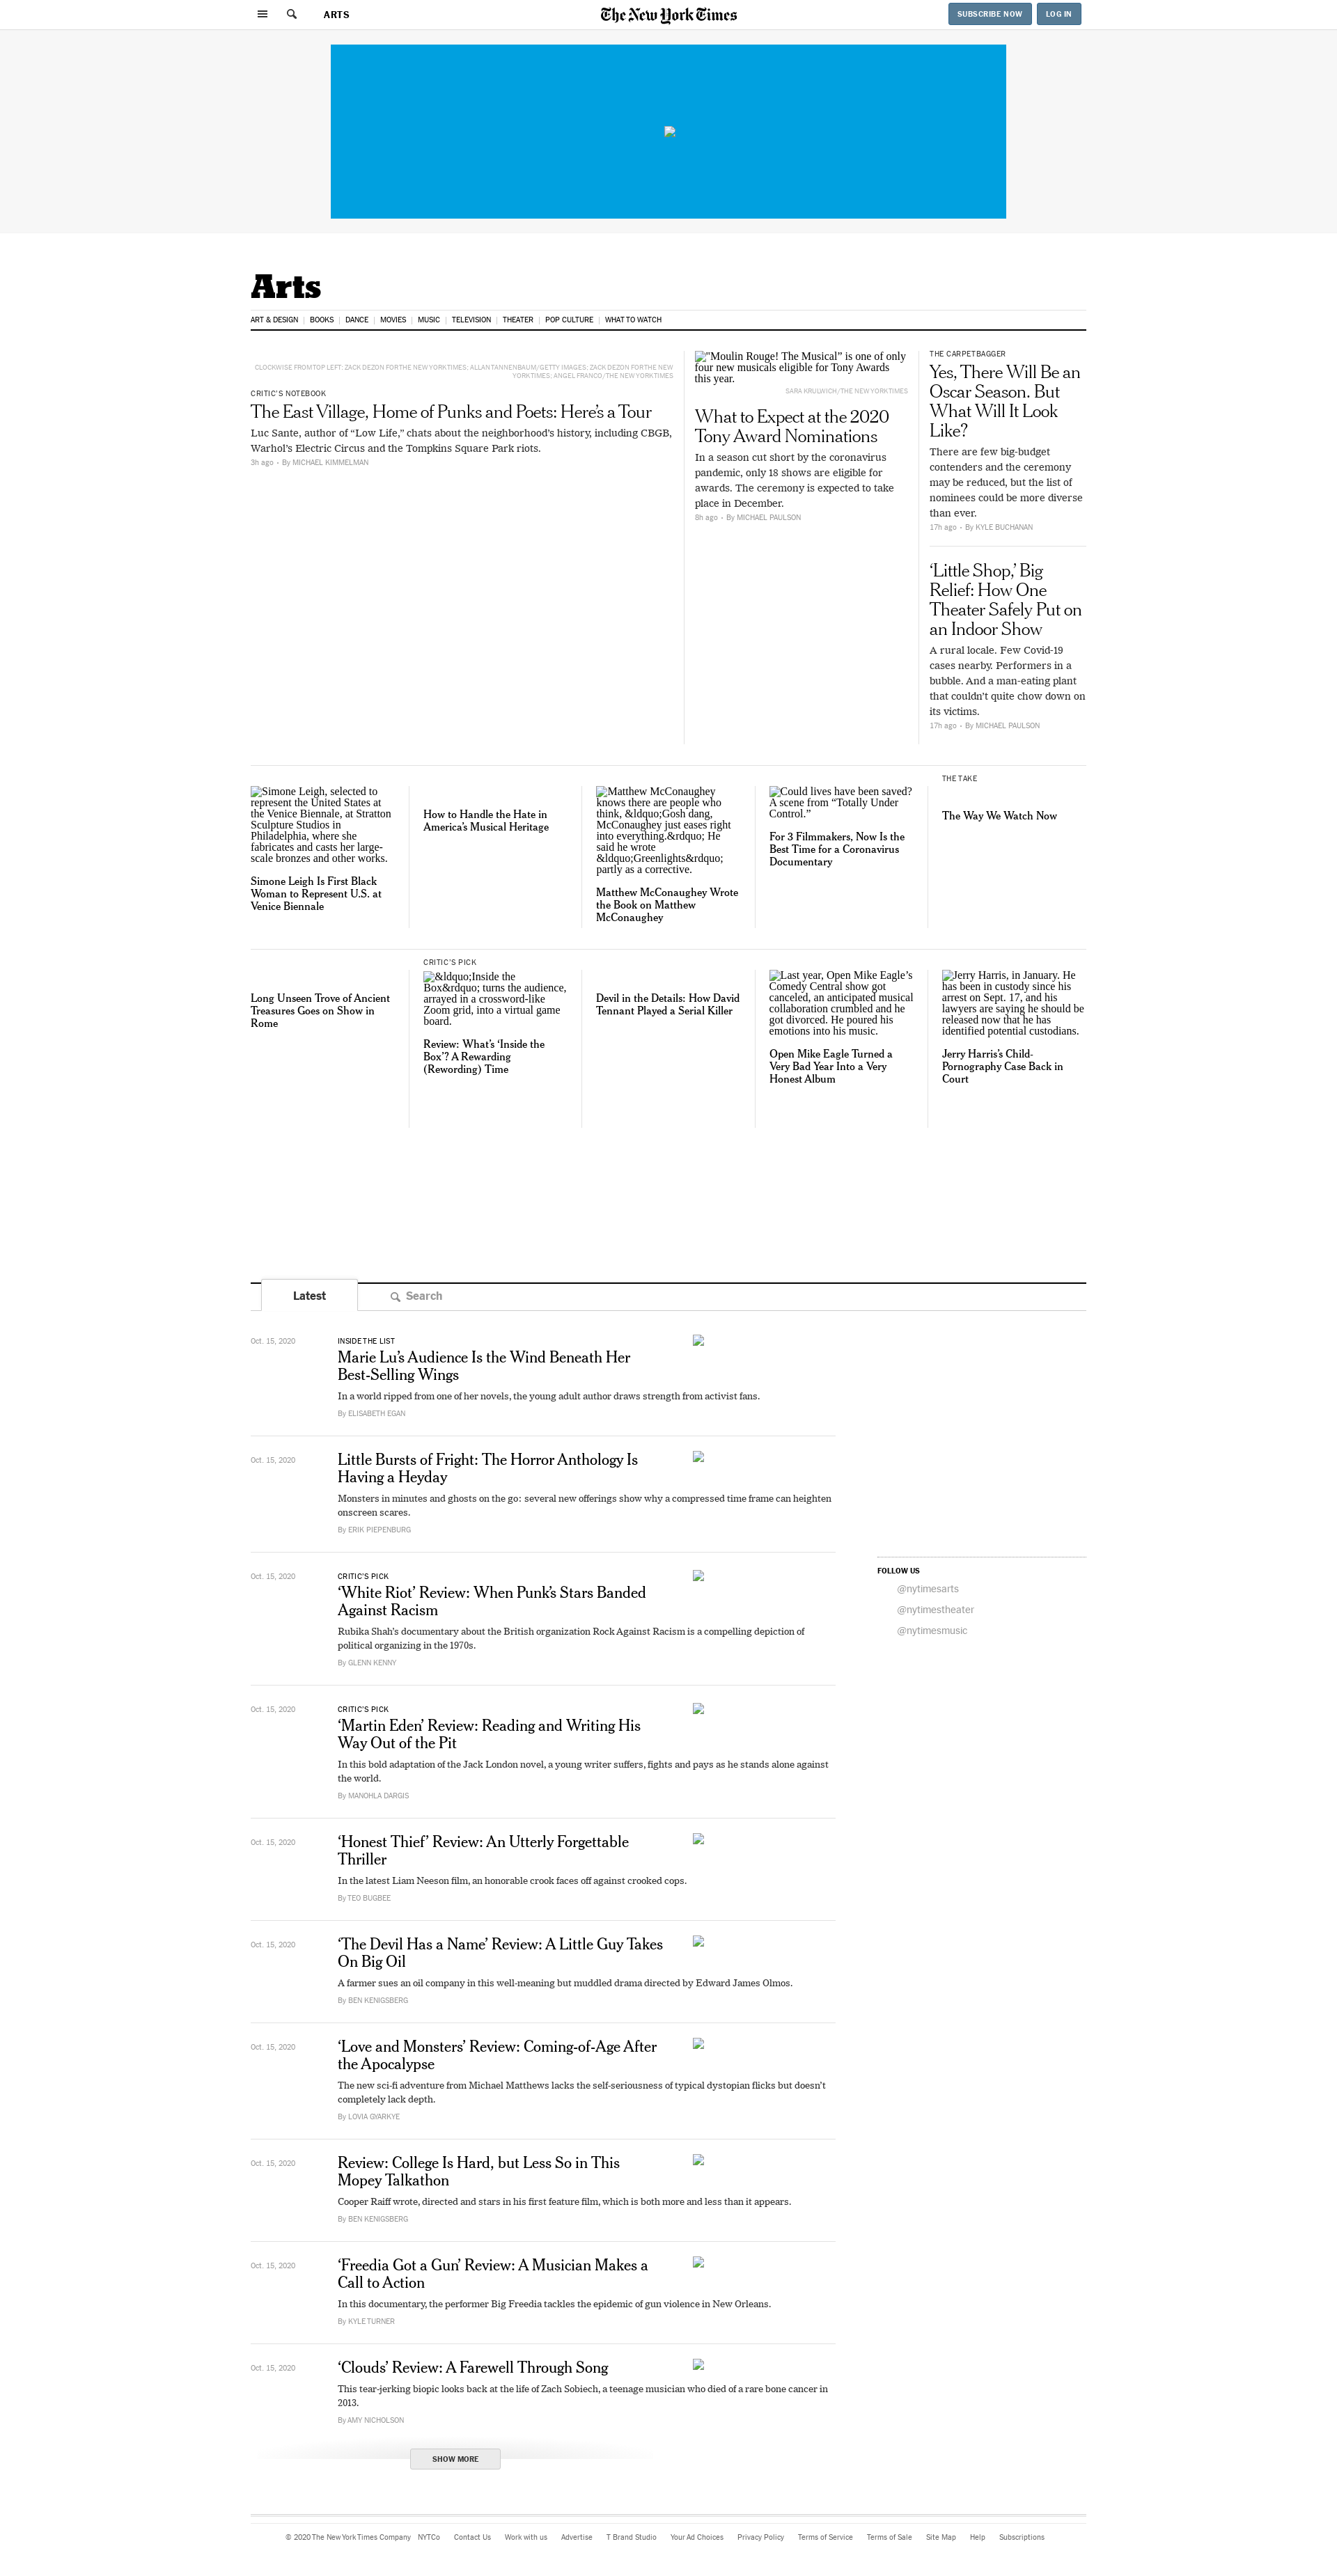 ARTS
The New York Times
SUBSCRIBE NOW
LOG IN
Arts
ART & DESIGN
BOOKS
DANCE
MOVIES
MUSIC
TELEVISION
THEATER
POP CULTURE
WHAT TO WATCH
CLOCKWISE FROM TOP LEFT: ZACK DEZON FOR THE NEW YORK TIMES; ALLAN TANNENBAUM/GETTY IMAGES; ZACK DEZON FOR THE NEW
YORK TIMES; ANGEL FRANCO/THE NEW YORK TIMES
CRITIC'S NOTEBOOK
The East Village, Home of Punks and Poets: Here’s a Tour
Luc Sante, author of “Low Life,” chats about the neighborhood’s history, including CBGB,
Warhol’s Electric Circus and the Tompkins Square Park riots.
3h ago • By MICHAEL KIMMELMAN
"Moulin Rouge! The Musical” is one of only
four new musicals eligible for Tony Awards
this year.
SARA KRULWICH/THE NEW YORK TIMES
What to Expect at the 2020
Tony Award Nominations
In a season cut short by the coronavirus
pandemic, only 18 shows are eligible for
awards. The ceremony is expected to take
place in December.
8h ago • By MICHAEL PAULSON
THE CARPETBAGGER
Yes, There Will Be an
Oscar Season. But
What Will It Look
Like?
There are few big-budget
contenders and the ceremony
may be reduced, but the list of
nominees could be more diverse
than ever.
17h ago • By KYLE BUCHANAN
‘Little Shop,’ Big
Relief: How One
Theater Safely Put on
an Indoor Show
A rural locale. Few Covid-19
cases nearby. Performers in a
bubble. And a man-eating plant
that couldn’t quite chow down on
its victims.
17h ago • By MICHAEL PAULSON
Simone Leigh, selected to
represent the United States at
the Venice Biennale, at Stratton
Sculpture Studios in
Philadelphia, where she
fabricates and casts her large-
scale bronzes and other works.
Simone Leigh Is First Black
Woman to Represent U.S. at
Venice Biennale
How to Handle the Hate in
America’s Musical Heritage
Matthew McConaughey
knows there are people who
think, &ldquo;Gosh dang,
McConaughey just eases right
into everything.&rdquo; He
said he wrote
&ldquo;Greenlights&rdquo;
partly as a corrective.
Matthew McConaughey Wrote
the Book on Matthew
McConaughey
Could lives have been saved?
A scene from “Totally Under
Control.”
For 3 Filmmakers, Now Is the
Best Time for a Coronavirus
Documentary
THE TAKE
The Way We Watch Now
Long Unseen Trove of Ancient
Treasures Goes on Show in
Rome
CRITIC’S PICK
&ldquo;Inside the
Box&rdquo; turns the audience,
arrayed in a crossword-like
Zoom grid, into a virtual game
board.
Review: What’s ‘Inside the
Box’? A Rewarding
(Rewording) Time
Devil in the Details: How David
Tennant Played a Serial Killer
Last year, Open Mike Eagle’s
Comedy Central show got
canceled, an anticipated musical
collaboration crumbled and he
got divorced. He poured his
emotions into his music.
Open Mike Eagle Turned a
Very Bad Year Into a Very
Honest Album
Jerry Harris, in January. He
has been in custody since his
arrest on Sept. 17, and his
lawyers are saying he should be
released now that he has
identified potential custodians.
Jerry Harris’s Child-
Pornography Case Back in
Court
Latest
Search
Oct. 15, 2020
INSIDE THE LIST
Marie Lu’s Audience Is the Wind Beneath Her
Best-Selling Wings
In a world ripped from one of her novels, the young adult author draws strength from activist fans.
By ELISABETH EGAN
Oct. 15, 2020
Little Bursts of Fright: The Horror Anthology Is
Having a Heyday
Monsters in minutes and ghosts on the go: several new offerings show why a compressed time frame can heighten
onscreen scares.
By ERIK PIEPENBURG
Oct. 15, 2020
CRITIC’S PICK
‘White Riot’ Review: When Punk’s Stars Banded
Against Racism
Rubika Shah’s documentary about the British organization Rock Against Racism is a compelling depiction of
political organizing in the 1970s.
By GLENN KENNY
Oct. 15, 2020
CRITIC’S PICK
‘Martin Eden’ Review: Reading and Writing His
Way Out of the Pit
In this bold adaptation of the Jack London novel, a young writer suffers, fights and pays as he stands alone against
the world.
By MANOHLA DARGIS
Oct. 15, 2020
‘Honest Thief’ Review: An Utterly Forgettable
Thriller
In the latest Liam Neeson film, an honorable crook faces off against crooked cops.
By TEO BUGBEE
Oct. 15, 2020
‘The Devil Has a Name’ Review: A Little Guy Takes
On Big Oil
A farmer sues an oil company in this well-meaning but muddled drama directed by Edward James Olmos.
By BEN KENIGSBERG
Oct. 15, 2020
‘Love and Monsters’ Review: Coming-of-Age After
the Apocalypse
The new sci-fi adventure from Michael Matthews lacks the self-seriousness of typical dystopian flicks but doesn’t
completely lack depth.
By LOVIA GYARKYE
Oct. 15, 2020
Review: College Is Hard, but Less So in This
Mopey Talkathon
Cooper Raiff wrote, directed and stars in his first feature film, which is both more and less than it appears.
By BEN KENIGSBERG
Oct. 15, 2020
‘Freedia Got a Gun’ Review: A Musician Makes a
Call to Action
In this documentary, the performer Big Freedia tackles the epidemic of gun violence in New Orleans.
By KYLE TURNER
Oct. 15, 2020
‘Clouds’ Review: A Farewell Through Song
This tear-jerking biopic looks back at the life of Zach Sobiech, a teenage musician who died of a rare bone cancer in
2013.
By AMY NICHOLSON
SHOW MORE
FOLLOW US
@nytimesarts
@nytimestheater
@nytimesmusic
© 2020 The New York Times Company NYTCo Contact Us Work with us Advertise T Brand Studio Your Ad Choices Privacy Policy Terms of Service Terms of Sale Site Map Help Subscriptions